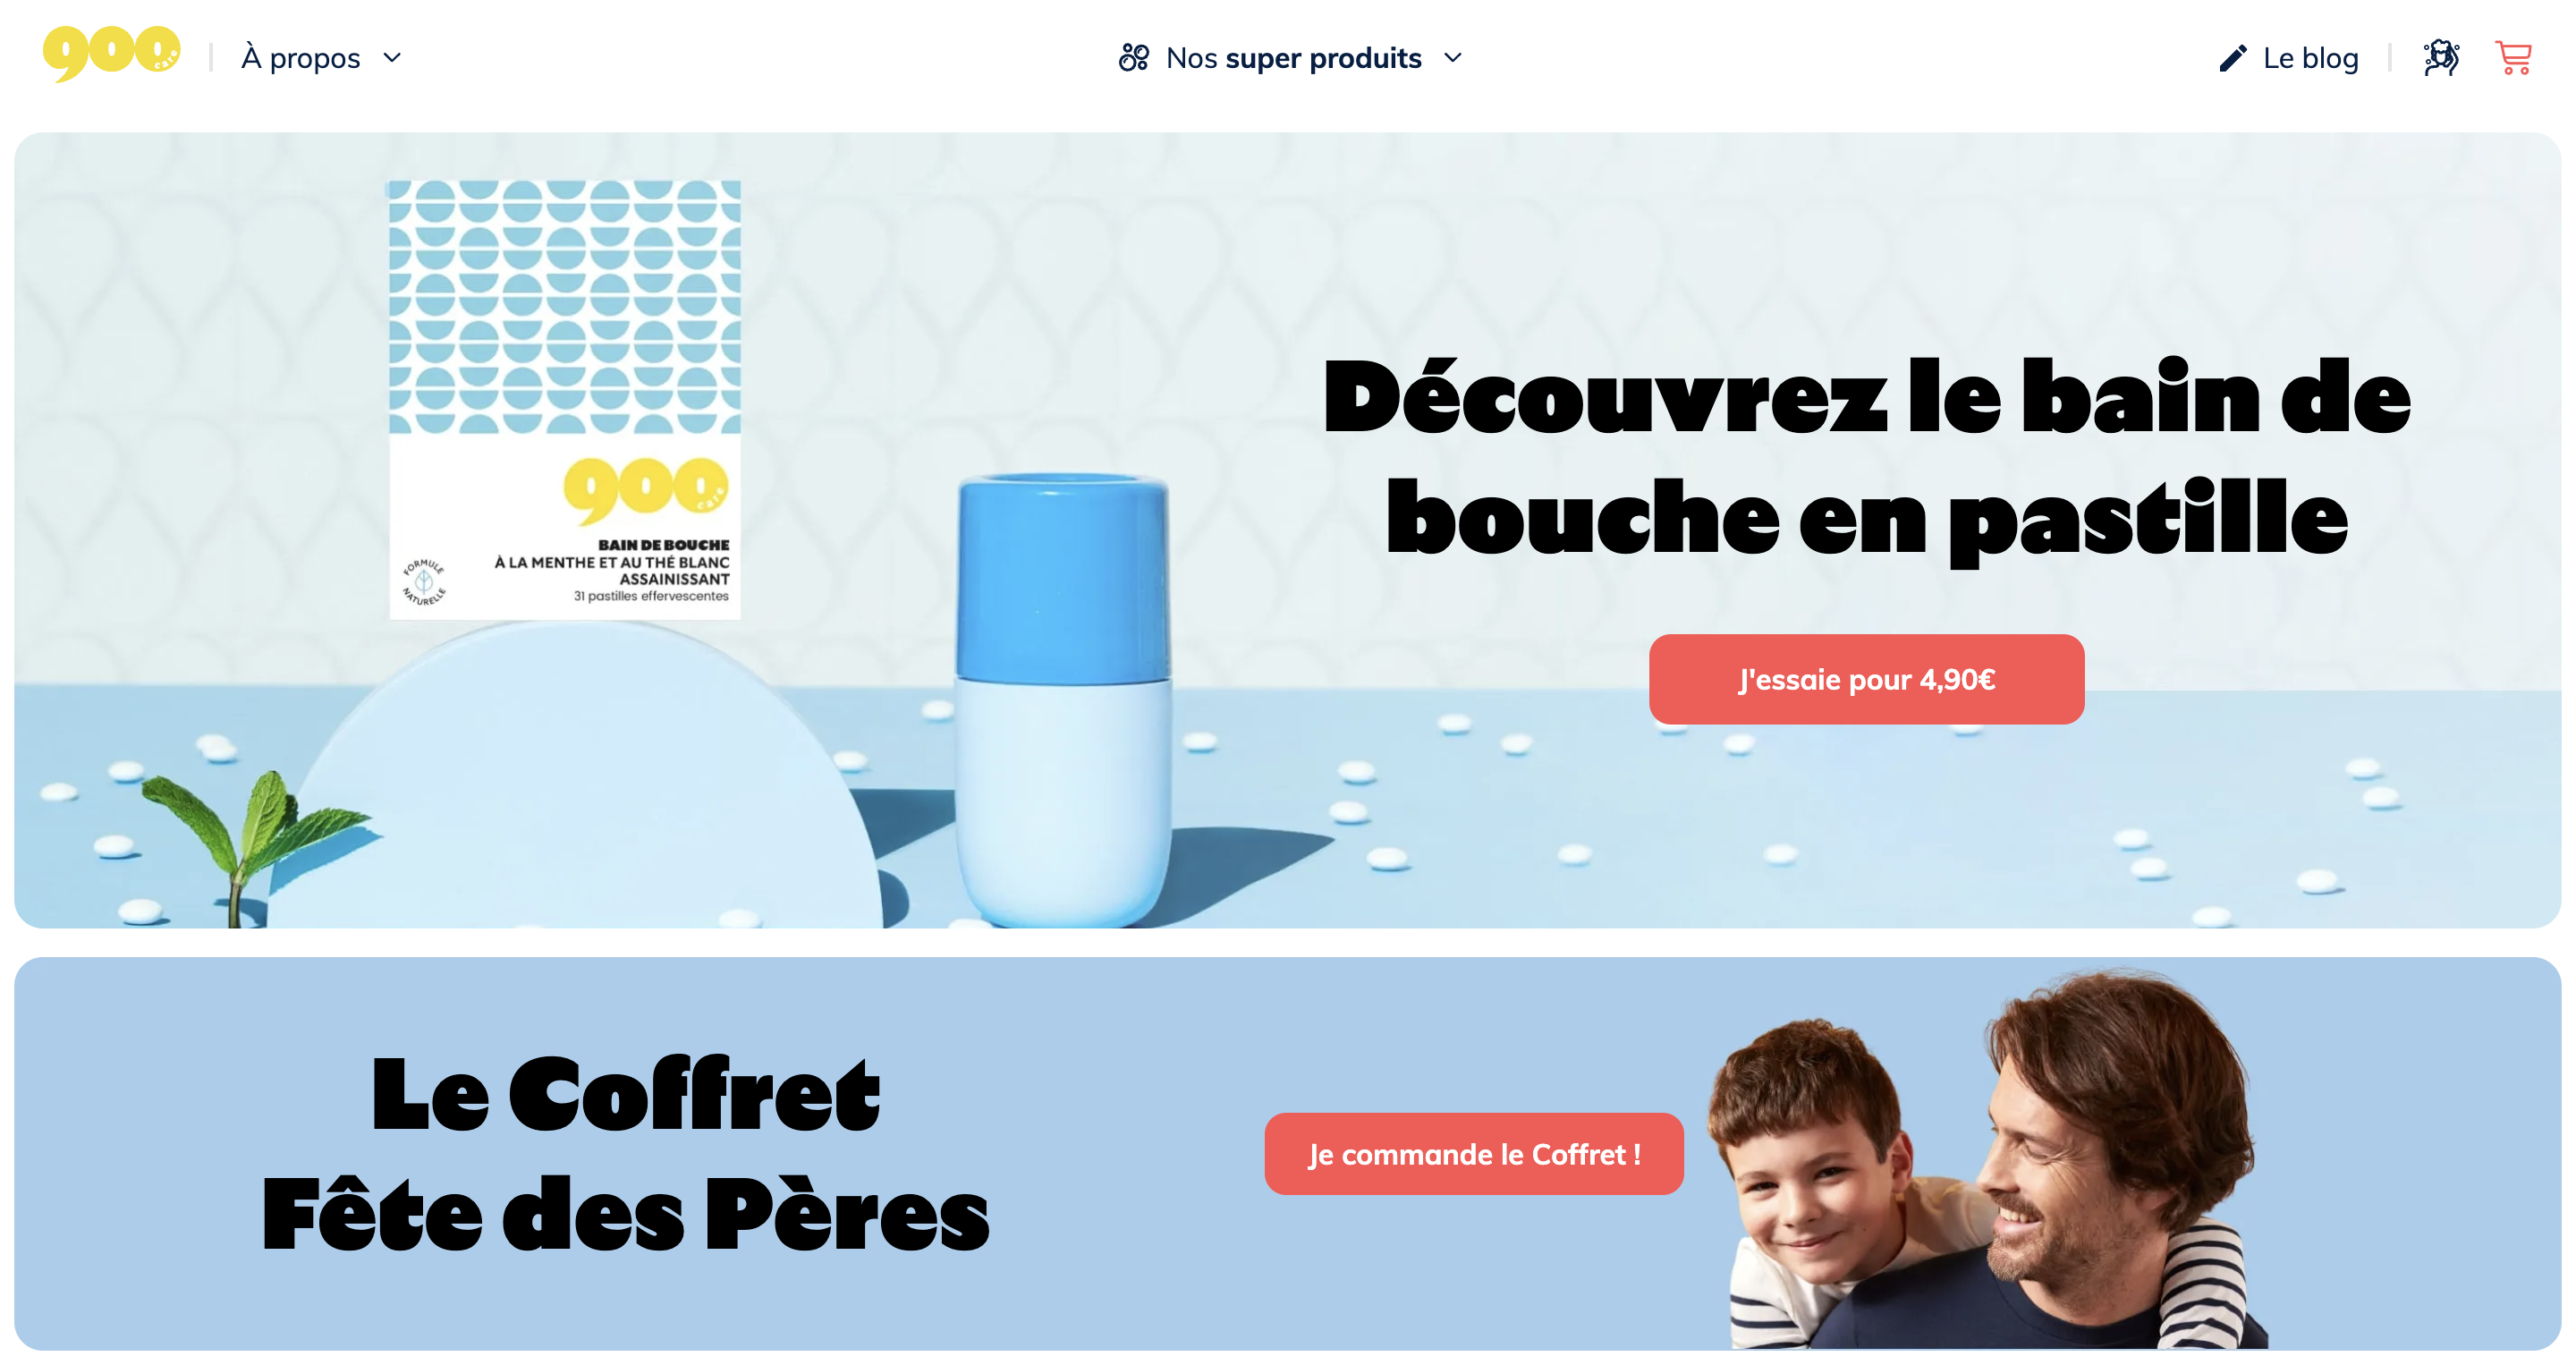 900
care
À propos
Nos super produits
Le blog
900
care
BAIN DE BOUCHE
À LA MENTHE ET AU THÉ BLANC
ASSAINISSANT
31 pastilles effervescentes
FORMULE
NATURELLE
Découvrez le bain de
bouche en pastille
J'essaie pour 4,90€
Le Coffret
Fête des Pères
Je commande le Coffret !